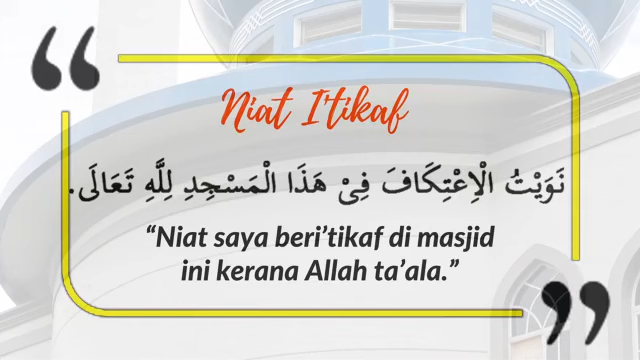 Niat I'tikaf
نَوَيْتُ الْاِعْتِكَافَ فِىْ هَذَا الْمَسْجِدِ لِلَّهِ تَعَالَى.
“Niat saya beri’tikaf di masjid
ini kerana Allah ta’ala.”